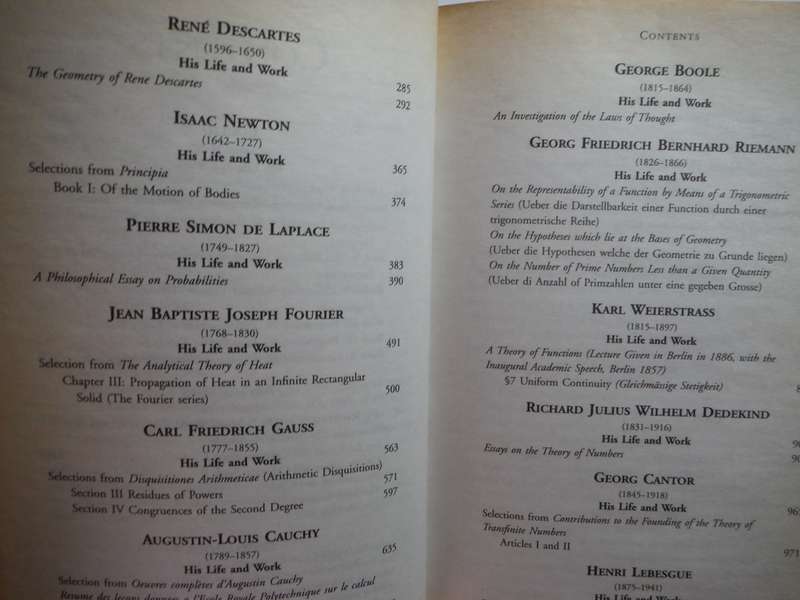 RENÉ DESCARTES
(1596–1650)
His Life and Work
285
The Geometry of Rene Descartes
292
ISAAC NEWTON
(1642–1727)
His Life and Work
365
Selections from Principia
Book I: Of the Motion of Bodies
374
PIERRE SIMON DE LAPLACE
(1749–1827)
His Life and Work
383
A Philosophical Essay on Probabilities
390
JEAN BAPTISTE JOSEPH FOURIER
(1768–1830)
His Life and Work
491
Selection from The Analytical Theory of Heat
Chapter III: Propagation of Heat in an Infinite Rectangular
Solid (The Fourier series)
500
CARL FRIEDRICH GAUSS
(1777–1855)
His Life and Work
563
Selections from Disquisitiones Arithmeticae (Arithmetic Disquisitions)
571
Section III Residues of Powers
597
Section IV Congruences of the Second Degree
AUGUSTIN-LOUIS CAUCHY
(1789–1857)
His Life and Work
635
Selection from Oeuvres complètes d'Augustin Cauchy
Resume des leçons données a l'Ecole Royale Polytechnique sur le calcul
CONTENTS
GEORGE BOOLE
(1815–1864)
His Life and Work
An Investigation of the Laws of Thought
GEORG FRIEDRICH BERNHARD RIEMANN
(1826–1866)
His Life and Work
On the Representability of a Function by Means of a Trigonometric
Series (Ueber die Darstellbarkeit einer Function durch einer
trigonometrische Reihe)
On the Hypotheses which lie at the Bases of Geometry
(Ueber die Hypothesen welche der Geometrie zu Grunde liegen)
On the Number of Prime Numbers Less than a Given Quantity
(Ueber di Anzahl of Primzahlen unter eine gegeben Grosse)
KARL WEIERSTRASS
(1815–1897)
His Life and Work
A Theory of Functions (Lecture Given in Berlin in 1886, with the
Inaugural Academic Speech, Berlin 1857)
§7 Uniform Continuity (Gleichmässige Stetigkeit)
RICHARD JULIUS WILHELM DEDEKIND
(1831–1916)
His Life and Work
Essays on the Theory of Numbers
GEORG CANTOR
(1845–1918)
His Life and Work
Selections from Contributions to the Founding of the Theory of
Transfinite Numbers
Articles I and II
971
HENRI LEBESGUE
(1875–1941)
His Life and Work